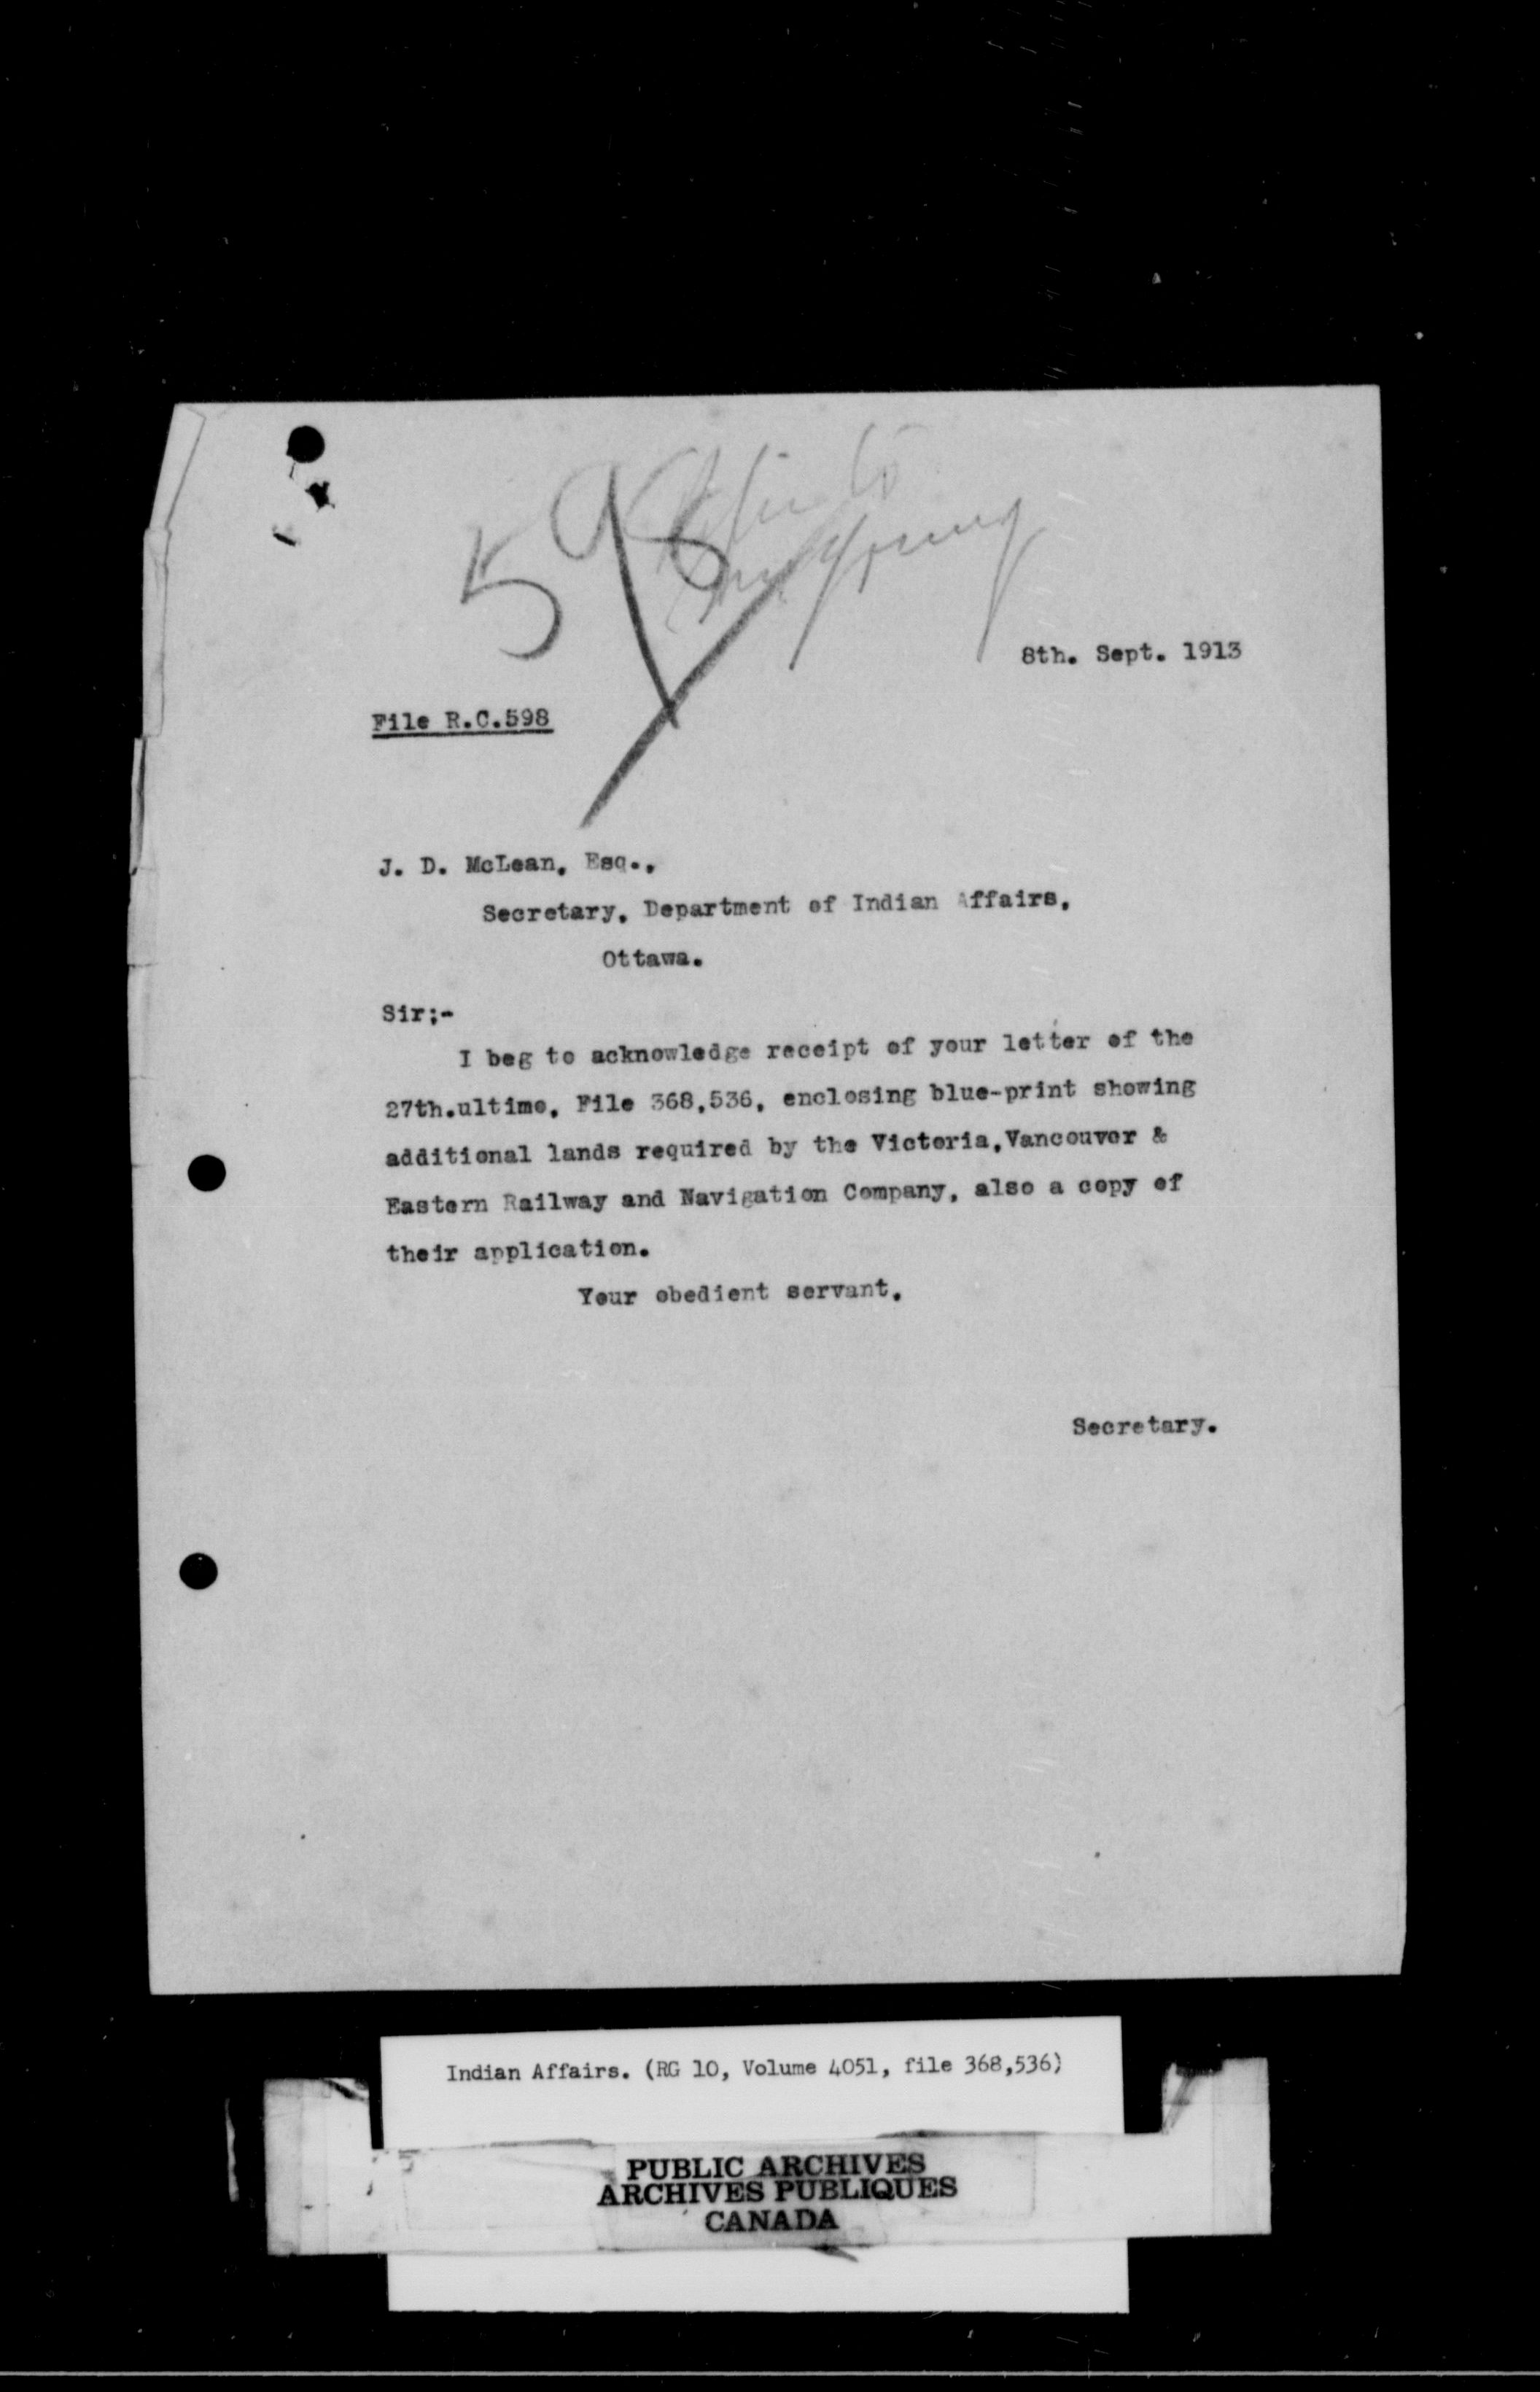 598
8th. Sept. 1913
File R.C.598
J. D. McLean, Esq.,
Secretary, Department of Indian Affairs,
Ottawa.
Sir;-
I beg to acknowledge receipt of your letter of the
27th.ultimo, File 368,536, enclosing blue-print showing
additional lands required by the Victoria,Vancouver &
Eastern Railway and Navigation Company, also a copy of
their application.
Your obedient servant,
Secretary.
Indian Affairs. (RG 10, Volume 4051, file 368,536)
PUBLIC ARCHIVES
ARCHIVES PUBLIQUES
CANADA